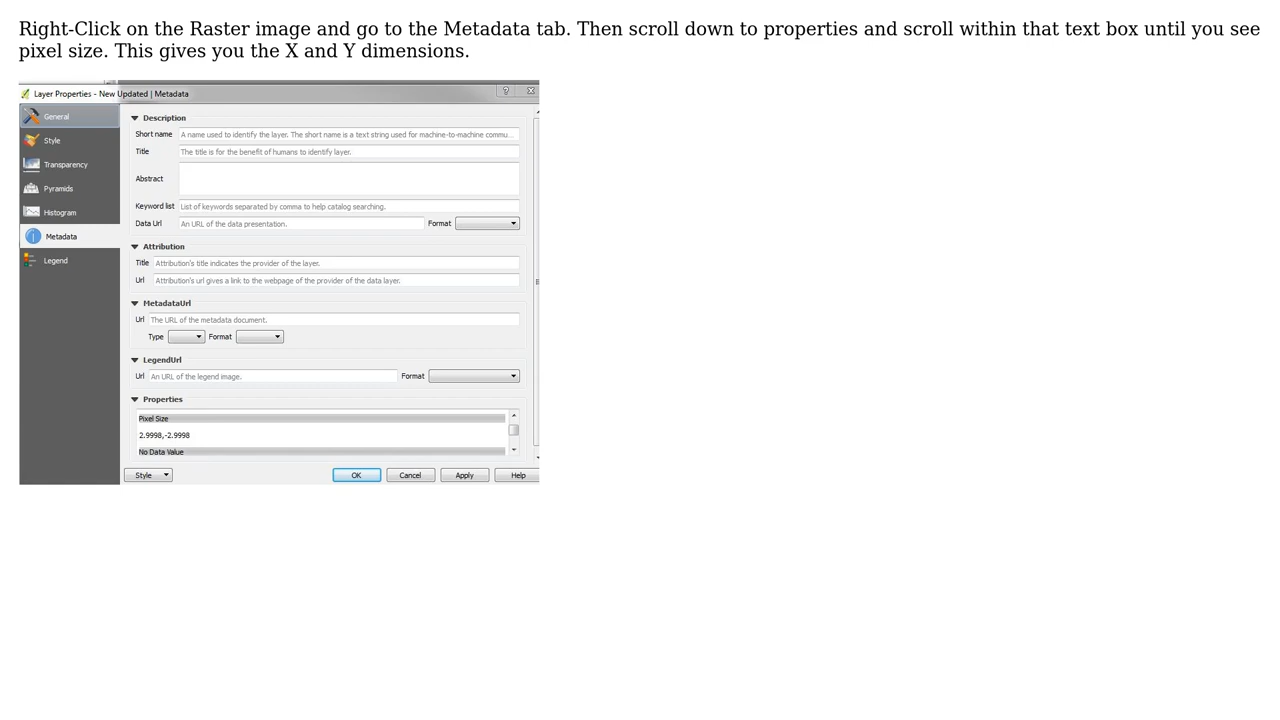 Right-Click on the Raster image and go to the Metadata tab. Then scroll down to properties and scroll within that text box until you see
pixel size. This gives you the X and Y dimensions.
Layer Properties - New Updated | Metadata
General
Style
Transparency
Pyramids
Histogram
Metadata
Legend
Description
Short name A name used to identify the layer. The short name is a text string used for machine-to-machine commu...
Title The title is for the benefit of humans to identify layer.
Abstract
Keyword list List of keywords separated by comma to help catalog searching.
Data Url An URL of the data presentation. Format
Attribution
Title Attribution's title indicates the provider of the layer.
Url Attribution's url gives a link to the webpage of the provider of the data layer.
MetadataUrl
Url The URL of the metadata document.
Type Format
LegendUrl
Url An URL of the legend image. Format
Properties
Pixel Size
2.9998,-2.9998
No Data Value
Style OK Cancel Apply Help